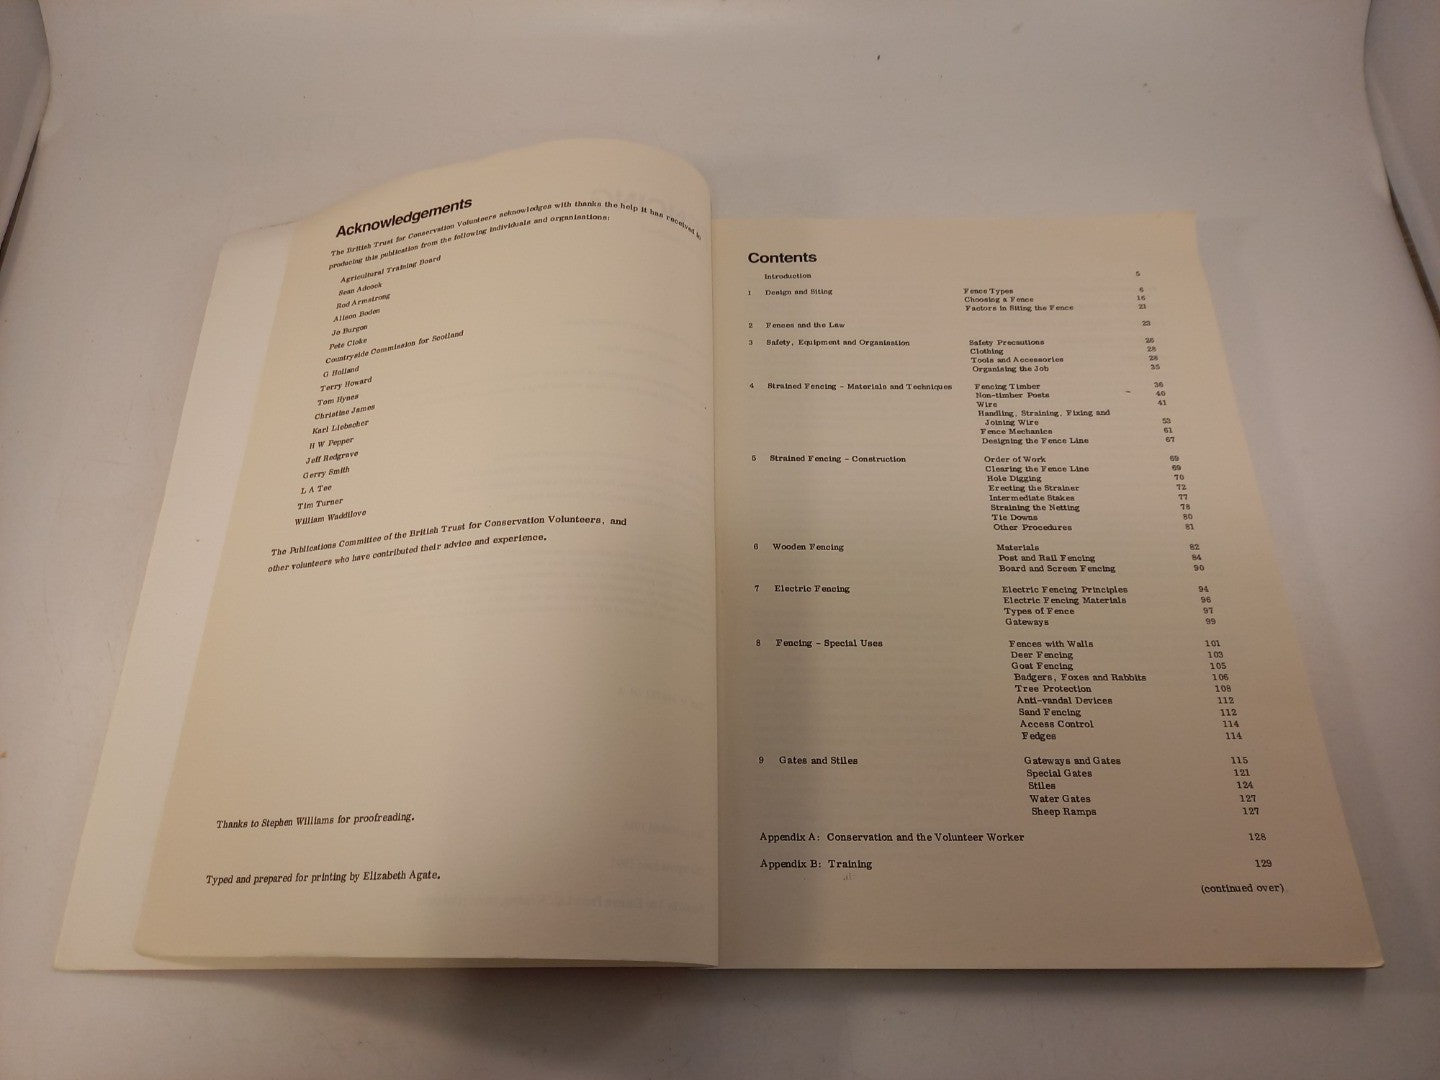 Acknowledgements
The British Trust for Conservation Volunteers acknowledges with thanks the help it has received in
producing this publication from the following individuals and organisations:
Agricultural Training Board
Sean Adcock
Rod Armstrong
Alison Boden
Jo Burgon
Pete Cloke
Countryside Commission for Scotland
G Holland
Terry Howard
Tom Hynes
Christine James
Karl Liebscher
H W Pepper
Jeff Redgrave
Gerry Smith
L A Tee
Tim Turner
William Waddilove
The Publications Committee of the British Trust for Conservation Volunteers, and
other volunteers who have contributed their advice and experience.
Thanks to Stephen Williams for proofreading.
Typed and prepared for printing by Elizabeth Agate.
Contents
Introduction 5
1 Design and Siting Fence Types 6
Choosing a Fence 16
Factors in Siting the Fence 21
2 Fences and the Law 23
3 Safety, Equipment and Organisation Safety Precautions 26
Clothing 28
Tools and Accessories 28
Organising the Job 35
4 Strained Fencing - Materials and Techniques Fencing Timber 36
Non-timber Posts 40
Wire 41
Handling, Straining, Fixing and
Joining Wire 53
Fence Mechanics 61
Designing the Fence Line 67
5 Strained Fencing - Construction Order of Work 69
Clearing the Fence Line 69
Hole Digging 70
Erecting the Strainer 72
Intermediate Stakes 77
Straining the Netting 78
Tie Downs 80
Other Procedures 81
6 Wooden Fencing Materials 82
Post and Rail Fencing 84
Board and Screen Fencing 90
7 Electric Fencing Electric Fencing Principles 94
Electric Fencing Materials 96
Types of Fence 97
Gateways 99
8 Fencing - Special Uses Fences with Walls 101
Deer Fencing 103
Goat Fencing 105
Badgers, Foxes and Rabbits 106
Tree Protection 108
Anti-vandal Devices 112
Sand Fencing 112
Access Control 114
Fedges 114
9 Gates and Stiles Gateways and Gates 115
Special Gates 121
Stiles 124
Water Gates 127
Sheep Ramps 127
Appendix A: Conservation and the Volunteer Worker 128
Appendix B: Training 129
(continued over)